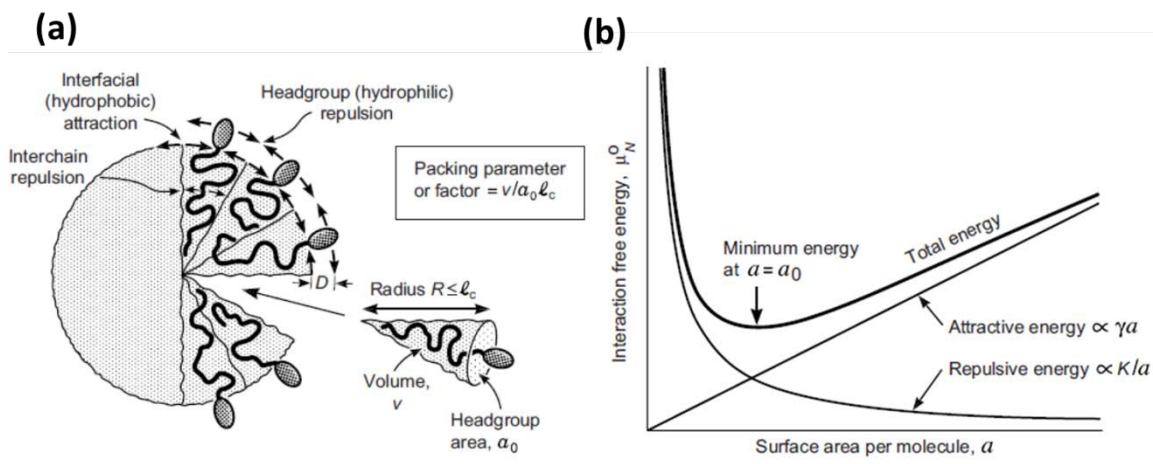 (a)
Interfacial
(hydrophobic)
attraction
Headgroup (hydrophilic)
repulsion
Interchain
repulsion
Packing parameter
or factor = v/a₀ℓc
D
Radius R≤ℓc
Volume,
v
Headgroup
area, a₀
(b)
Interaction free energy, μ°N
Minimum energy
at a=a₀
Total energy
Attractive energy ∝ γa
Repulsive energy ∝ K/a
Surface area per molecule, a